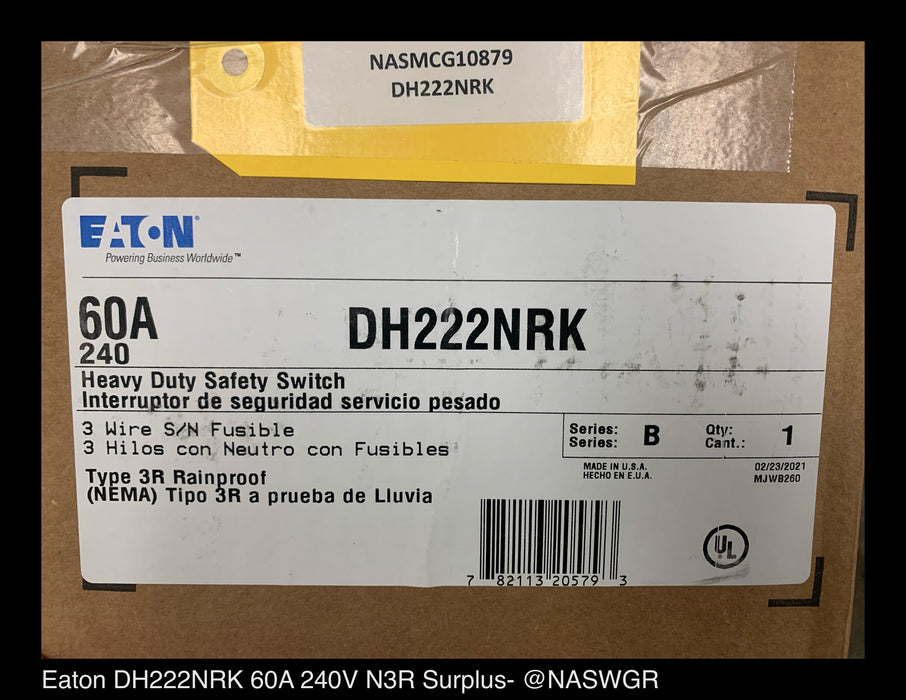 NASMCG10879
DH222NRK
EATON®
Powering Business Worldwide™
60A
240
DH222NRK
Heavy Duty Safety Switch
Interruptor de seguridad servicio pesado
3 Wire S/N Fusible
3 Hilos con Neutro con Fusibles
Series: B Qty: 1
Series: Cant.:
MADE IN U.S.A. 02/23/2021
HECHO EN E.U.A. MJWB260
Type 3R Rainproof
(NEMA) Tipo 3R a prueba de Lluvia
UL
7 82113 20579 3
Eaton DH222NRK 60A 240V N3R Surplus- @NASWGR